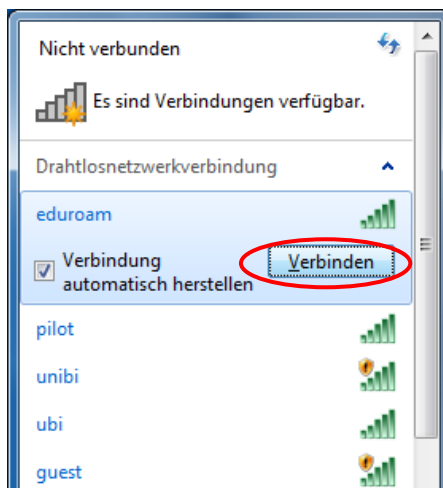 Nicht verbunden
Es sind Verbindungen verfügbar.
Drahtlosnetzwerkverbindung
eduroam
Verbindung
automatisch herstellen
Verbinden
pilot
unibi
ubi
guest